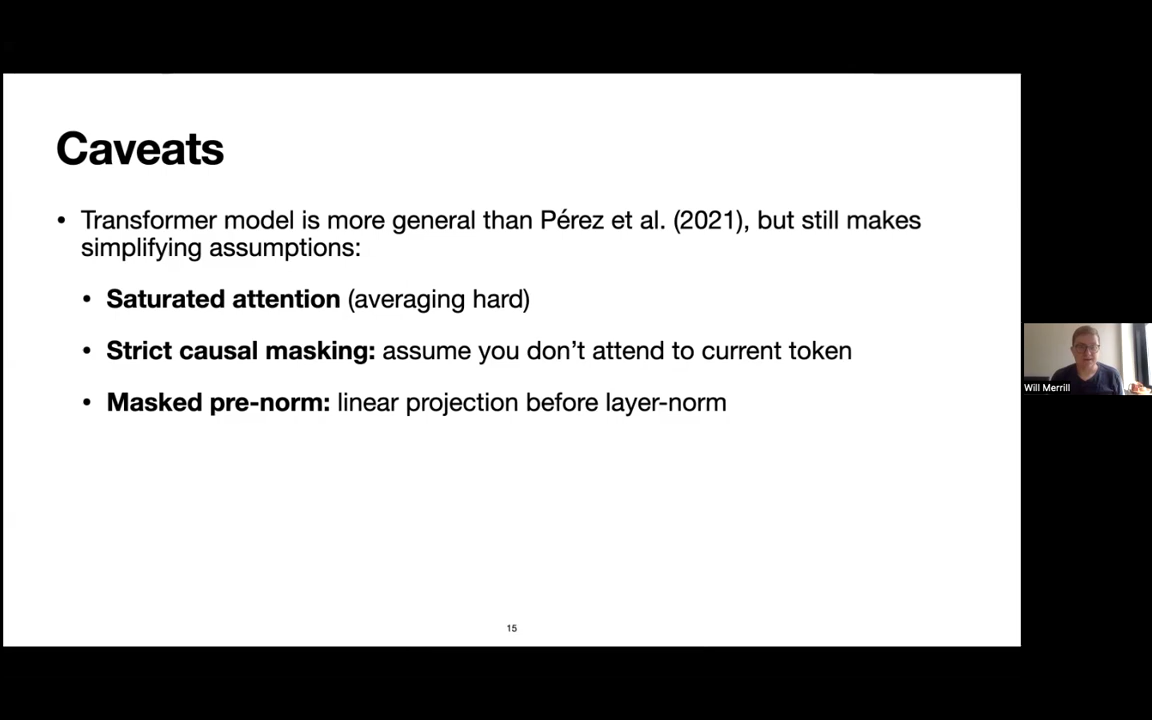 Caveats
• Transformer model is more general than Pérez et al. (2021), but still makes
simplifying assumptions:
• Saturated attention (averaging hard)
• Strict causal masking: assume you don’t attend to current token
• Masked pre-norm: linear projection before layer-norm
Will Merrill
15